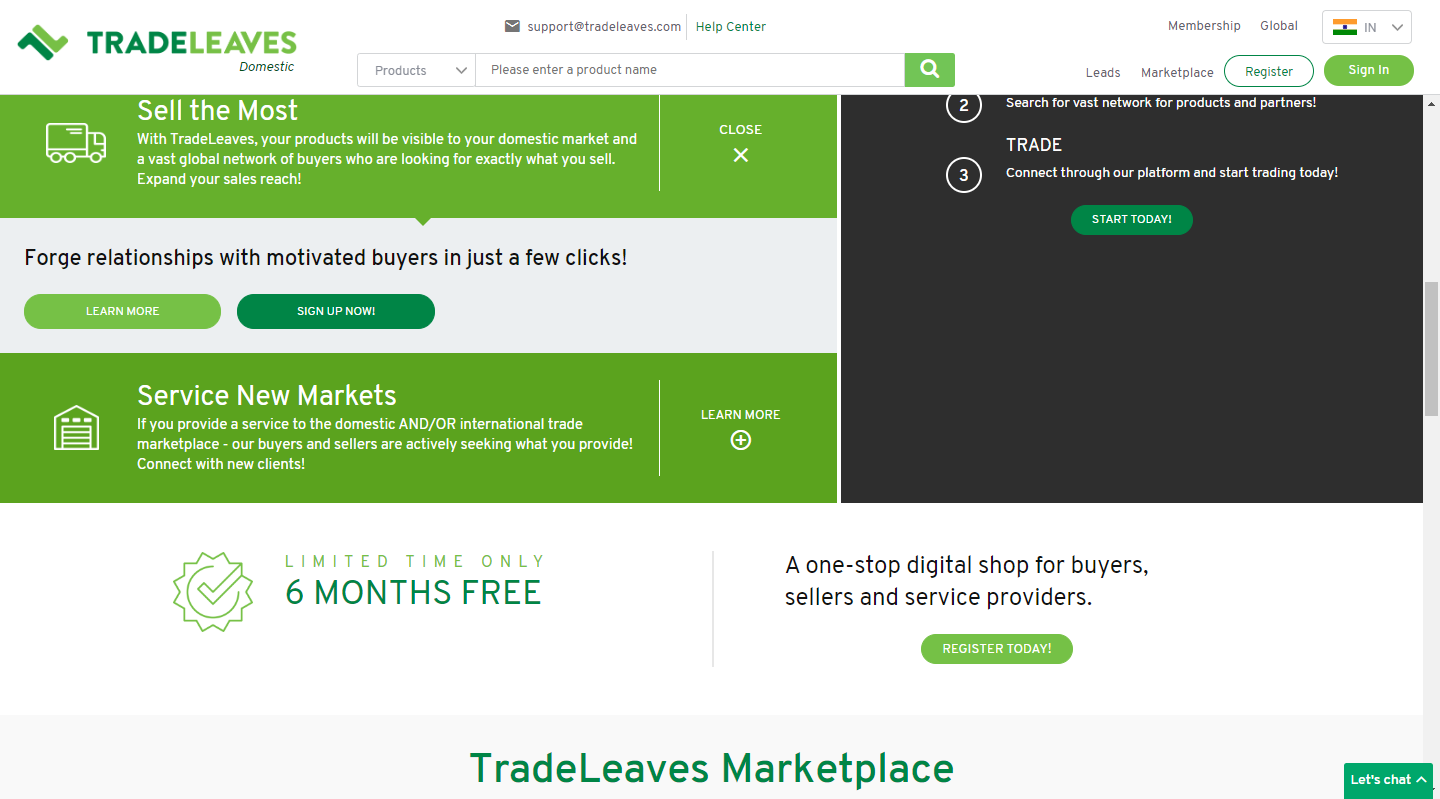 TRADELEAVES
Domestic
support@tradeleaves.com
Help Center
Membership
Global
IN
Products
Please enter a product name
Leads
Marketplace
Register
Sign In
Sell the Most
With TradeLeaves, your products will be visible to your domestic market and
a vast global network of buyers who are looking for exactly what you sell.
Expand your sales reach!
CLOSE
2
Search for vast network for products and partners!
TRADE
3
Connect through our platform and start trading today!
START TODAY!
Forge relationships with motivated buyers in just a few clicks!
LEARN MORE
SIGN UP NOW!
Service New Markets
If you provide a service to the domestic AND/OR international trade
marketplace - our buyers and sellers are actively seeking what you provide!
Connect with new clients!
LEARN MORE
LIMITED TIME ONLY
6 MONTHS FREE
A one-stop digital shop for buyers,
sellers and service providers.
REGISTER TODAY!
TradeLeaves Marketplace
Let's chat